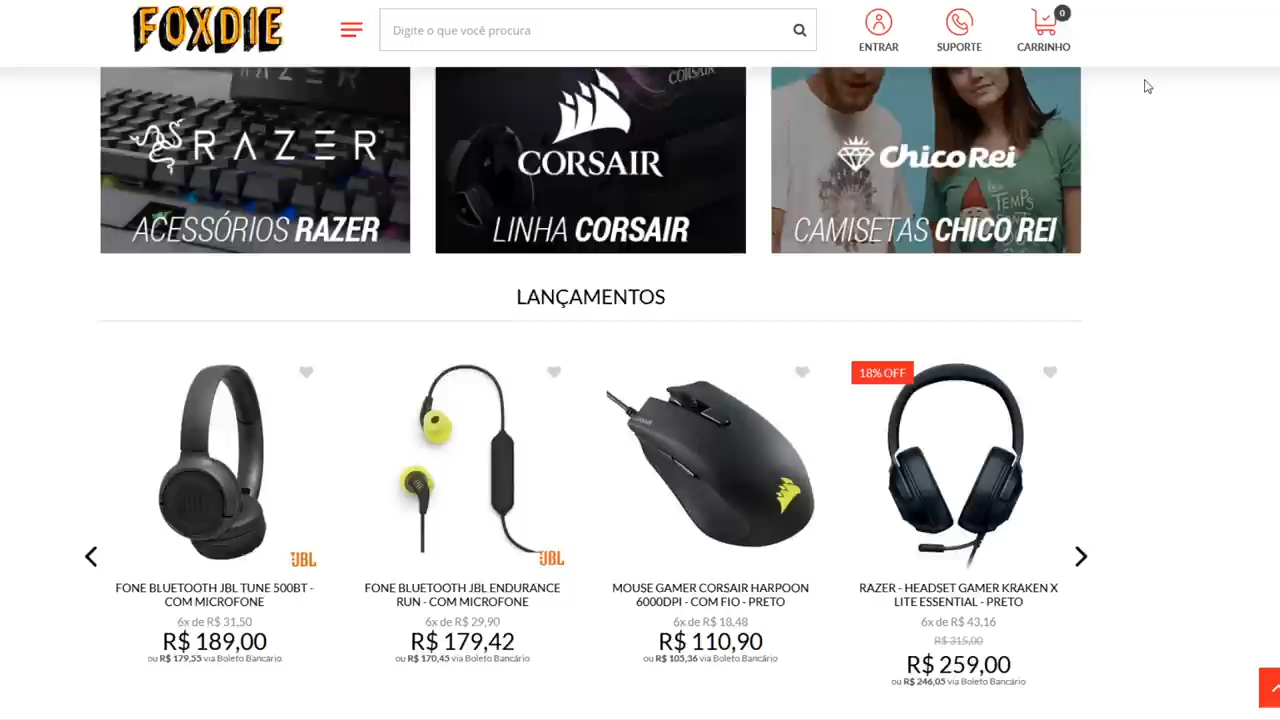 FOXDIE
Digite o que você procura
ENTRAR
SUPORTE
0
CARRINHO
RAZER
RAZER
ACESSÓRIOS RAZER
CORSAIR
CORSAIR
LINHA CORSAIR
ChicoRei
TEMPS
CAMISETAS CHICO REI
LANÇAMENTOS
JBL
JBL
FONE BLUETOOTH JBL TUNE 500BT -
COM MICROFONE
6x de R$ 31,50
R$ 189,00
ou R$ 179,55 via Boleto Bancário
JBL
FONE BLUETOOTH JBL ENDURANCE
RUN - COM MICROFONE
6x de R$ 29,90
R$ 179,42
ou R$ 170,45 via Boleto Bancário
MOUSE GAMER CORSAIR HARPOON
6000DPI - COM FIO - PRETO
6x de R$ 18,48
R$ 110,90
ou R$ 105,36 via Boleto Bancário
18% OFF
RAZER - HEADSET GAMER KRAKEN X
LITE ESSENTIAL - PRETO
6x de R$ 43,16
R$ 315,00
R$ 259,00
ou R$ 246,05 via Boleto Bancário